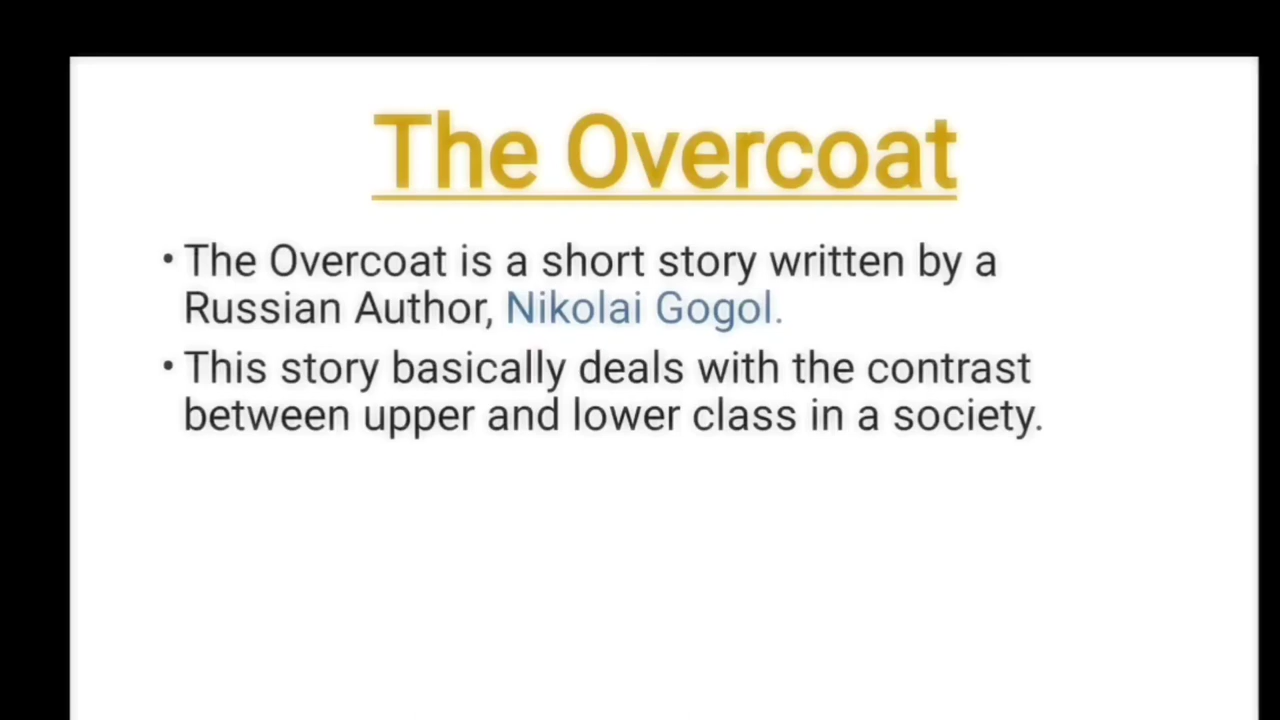 The Overcoat
• The Overcoat is a short story written by a
Russian Author, Nikolai Gogol.
• This story basically deals with the contrast
between upper and lower class in a society.